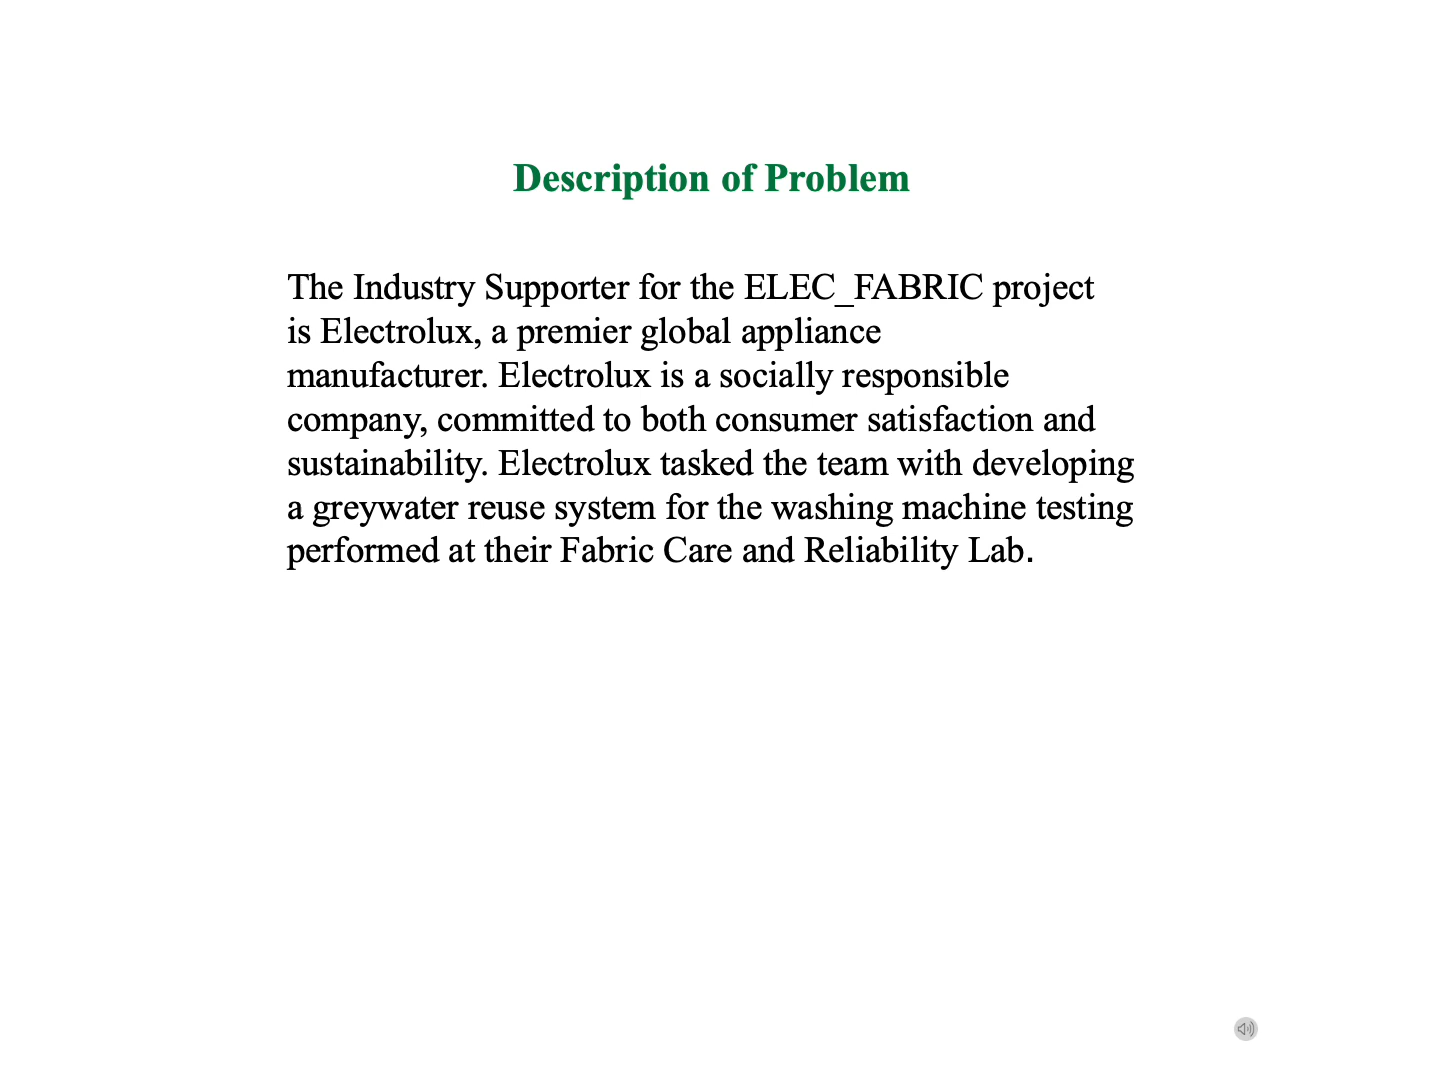 Description of Problem
The Industry Supporter for the ELEC_FABRIC project
is Electrolux, a premier global appliance
manufacturer. Electrolux is a socially responsible
company, committed to both consumer satisfaction and
sustainability. Electrolux tasked the team with developing
a greywater reuse system for the washing machine testing
performed at their Fabric Care and Reliability Lab.